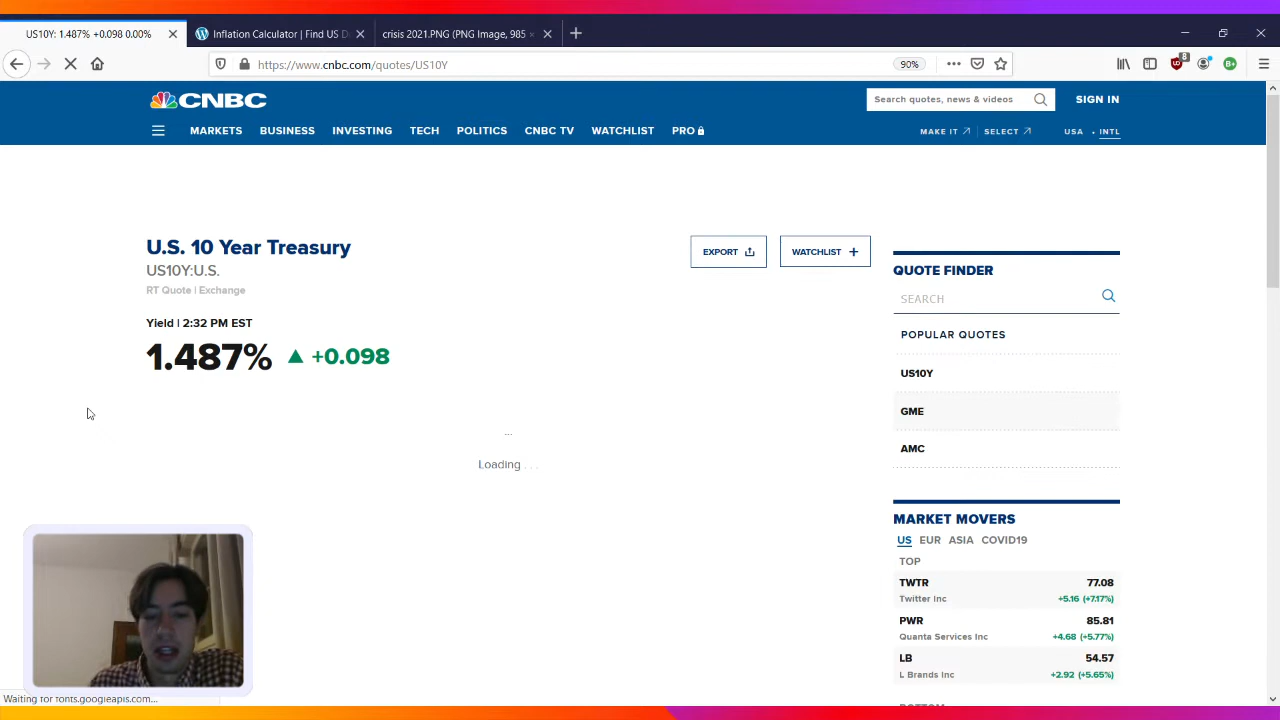 US10Y: 1.487% +0.098 0.00%
Inflation Calculator | Find US D
crisis 2021.PNG (PNG Image, 985 ×
https://www.cnbc.com/quotes/US10Y
90%
8
B+
CNBC
Search quotes, news & videos
SIGN IN
MARKETS
BUSINESS
INVESTING
TECH
POLITICS
CNBC TV
WATCHLIST
PRO
MAKE IT
SELECT
USA
• INTL
U.S. 10 Year Treasury
US10Y:U.S.
RT Quote | Exchange
EXPORT
WATCHLIST +
Yield | 2:32 PM EST
1.487% ▲ +0.098
...
Loading . . .
QUOTE FINDER
SEARCH
POPULAR QUOTES
US10Y
GME
AMC
MARKET MOVERS
US EUR ASIA COVID19
TOP
TWTR 77.08
Twitter Inc +5.16 (+7.17%)
PWR 85.81
Quanta Services Inc +4.68 (+5.77%)
LB 54.57
L Brands Inc +2.92 (+5.65%)
Waiting for fonts.googleapis.com...